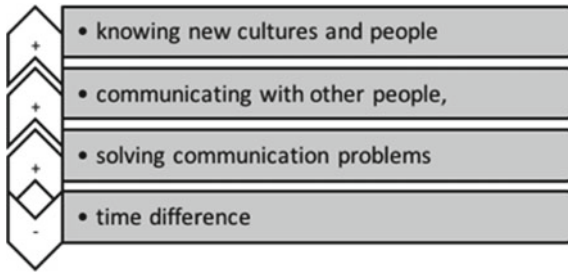 + • knowing new cultures and people
+ • communicating with other people,
+ • solving communication problems
- • time difference